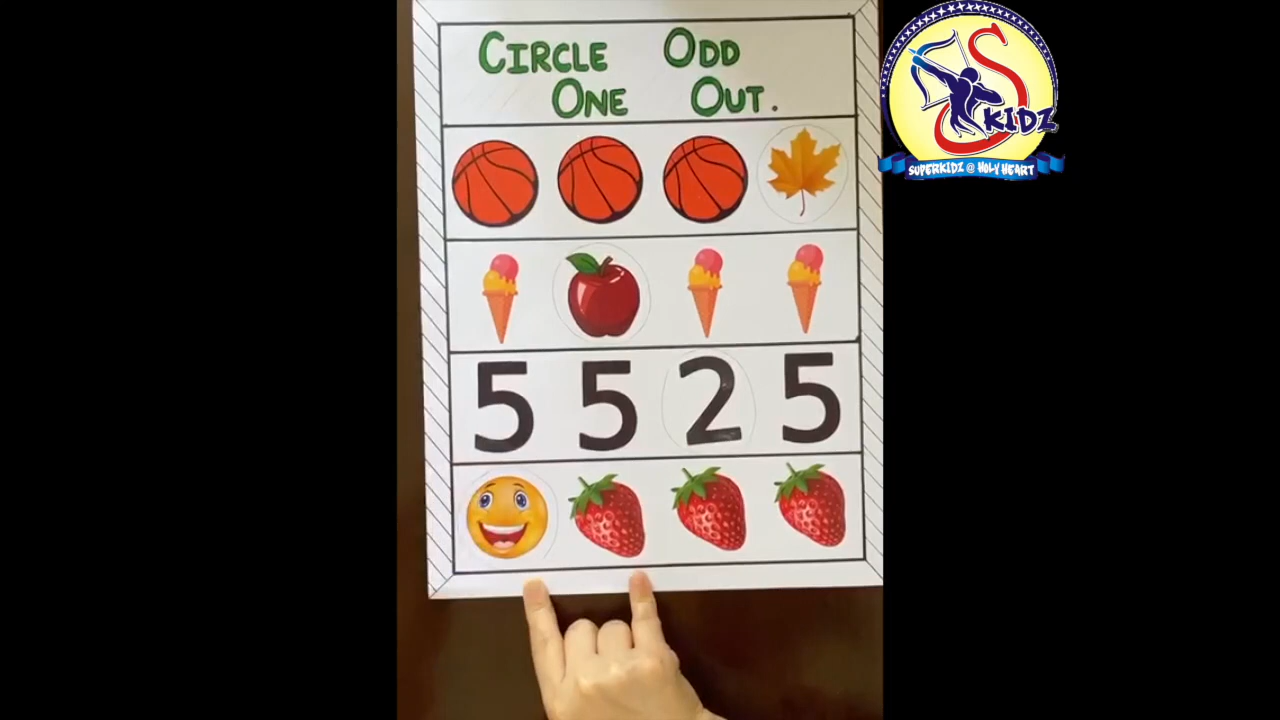 CIRCLE ODD
ONE OUT.
5 5 2 5
S
KIDZ
SUPERKIDZ @ HOLY HEART